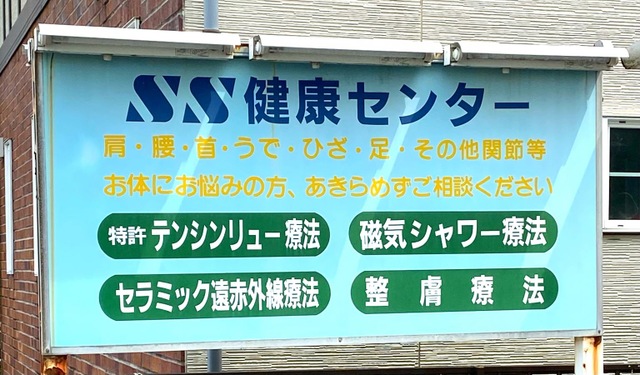 SS健康センター
肩・腰・首・うで・ひざ・足・その他関節等
お体にお悩みの方、あきらめずご相談ください
特許 テンシンリュー療法
磁気シャワー療法
セラミック遠赤外線療法
整膚療法